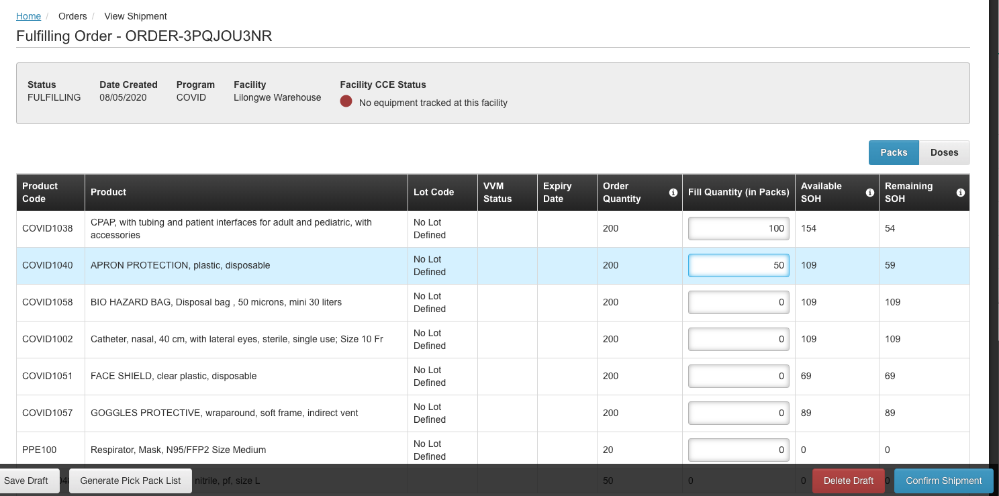 Home / Orders / View Shipment
Fulfilling Order - ORDER-3PQJOU3NR
Status Date Created Program Facility Facility CCE Status
FULFILLING 08/05/2020 COVID Lilongwe Warehouse No equipment tracked at this facility
Packs Doses
Product Code Product Lot Code VVM Status Expiry Date Order Quantity Fill Quantity (in Packs) Available SOH Remaining SOH
COVID1038 CPAP, with tubing and patient interfaces for adult and pediatric, with accessories No Lot Defined 200 100 154 54
COVID1040 APRON PROTECTION, plastic, disposable No Lot Defined 200 50 109 59
COVID1058 BIO HAZARD BAG, Disposal bag , 50 microns, mini 30 liters No Lot Defined 200 0 109 109
COVID1002 Catheter, nasal, 40 cm, with lateral eyes, sterile, single use; Size 10 Fr No Lot Defined 200 0 109 109
COVID1051 FACE SHIELD, clear plastic, disposable No Lot Defined 200 0 69 69
COVID1057 GOGGLES PROTECTIVE, wraparound, soft frame, indirect vent No Lot Defined 200 0 89 89
PPE100 Respirator, Mask, N95/FFP2 Size Medium No Lot Defined 20 0 0 0
nitrile, pf, size L 50 0 0 0
Save Draft Generate Pick Pack List Delete Draft Confirm Shipment